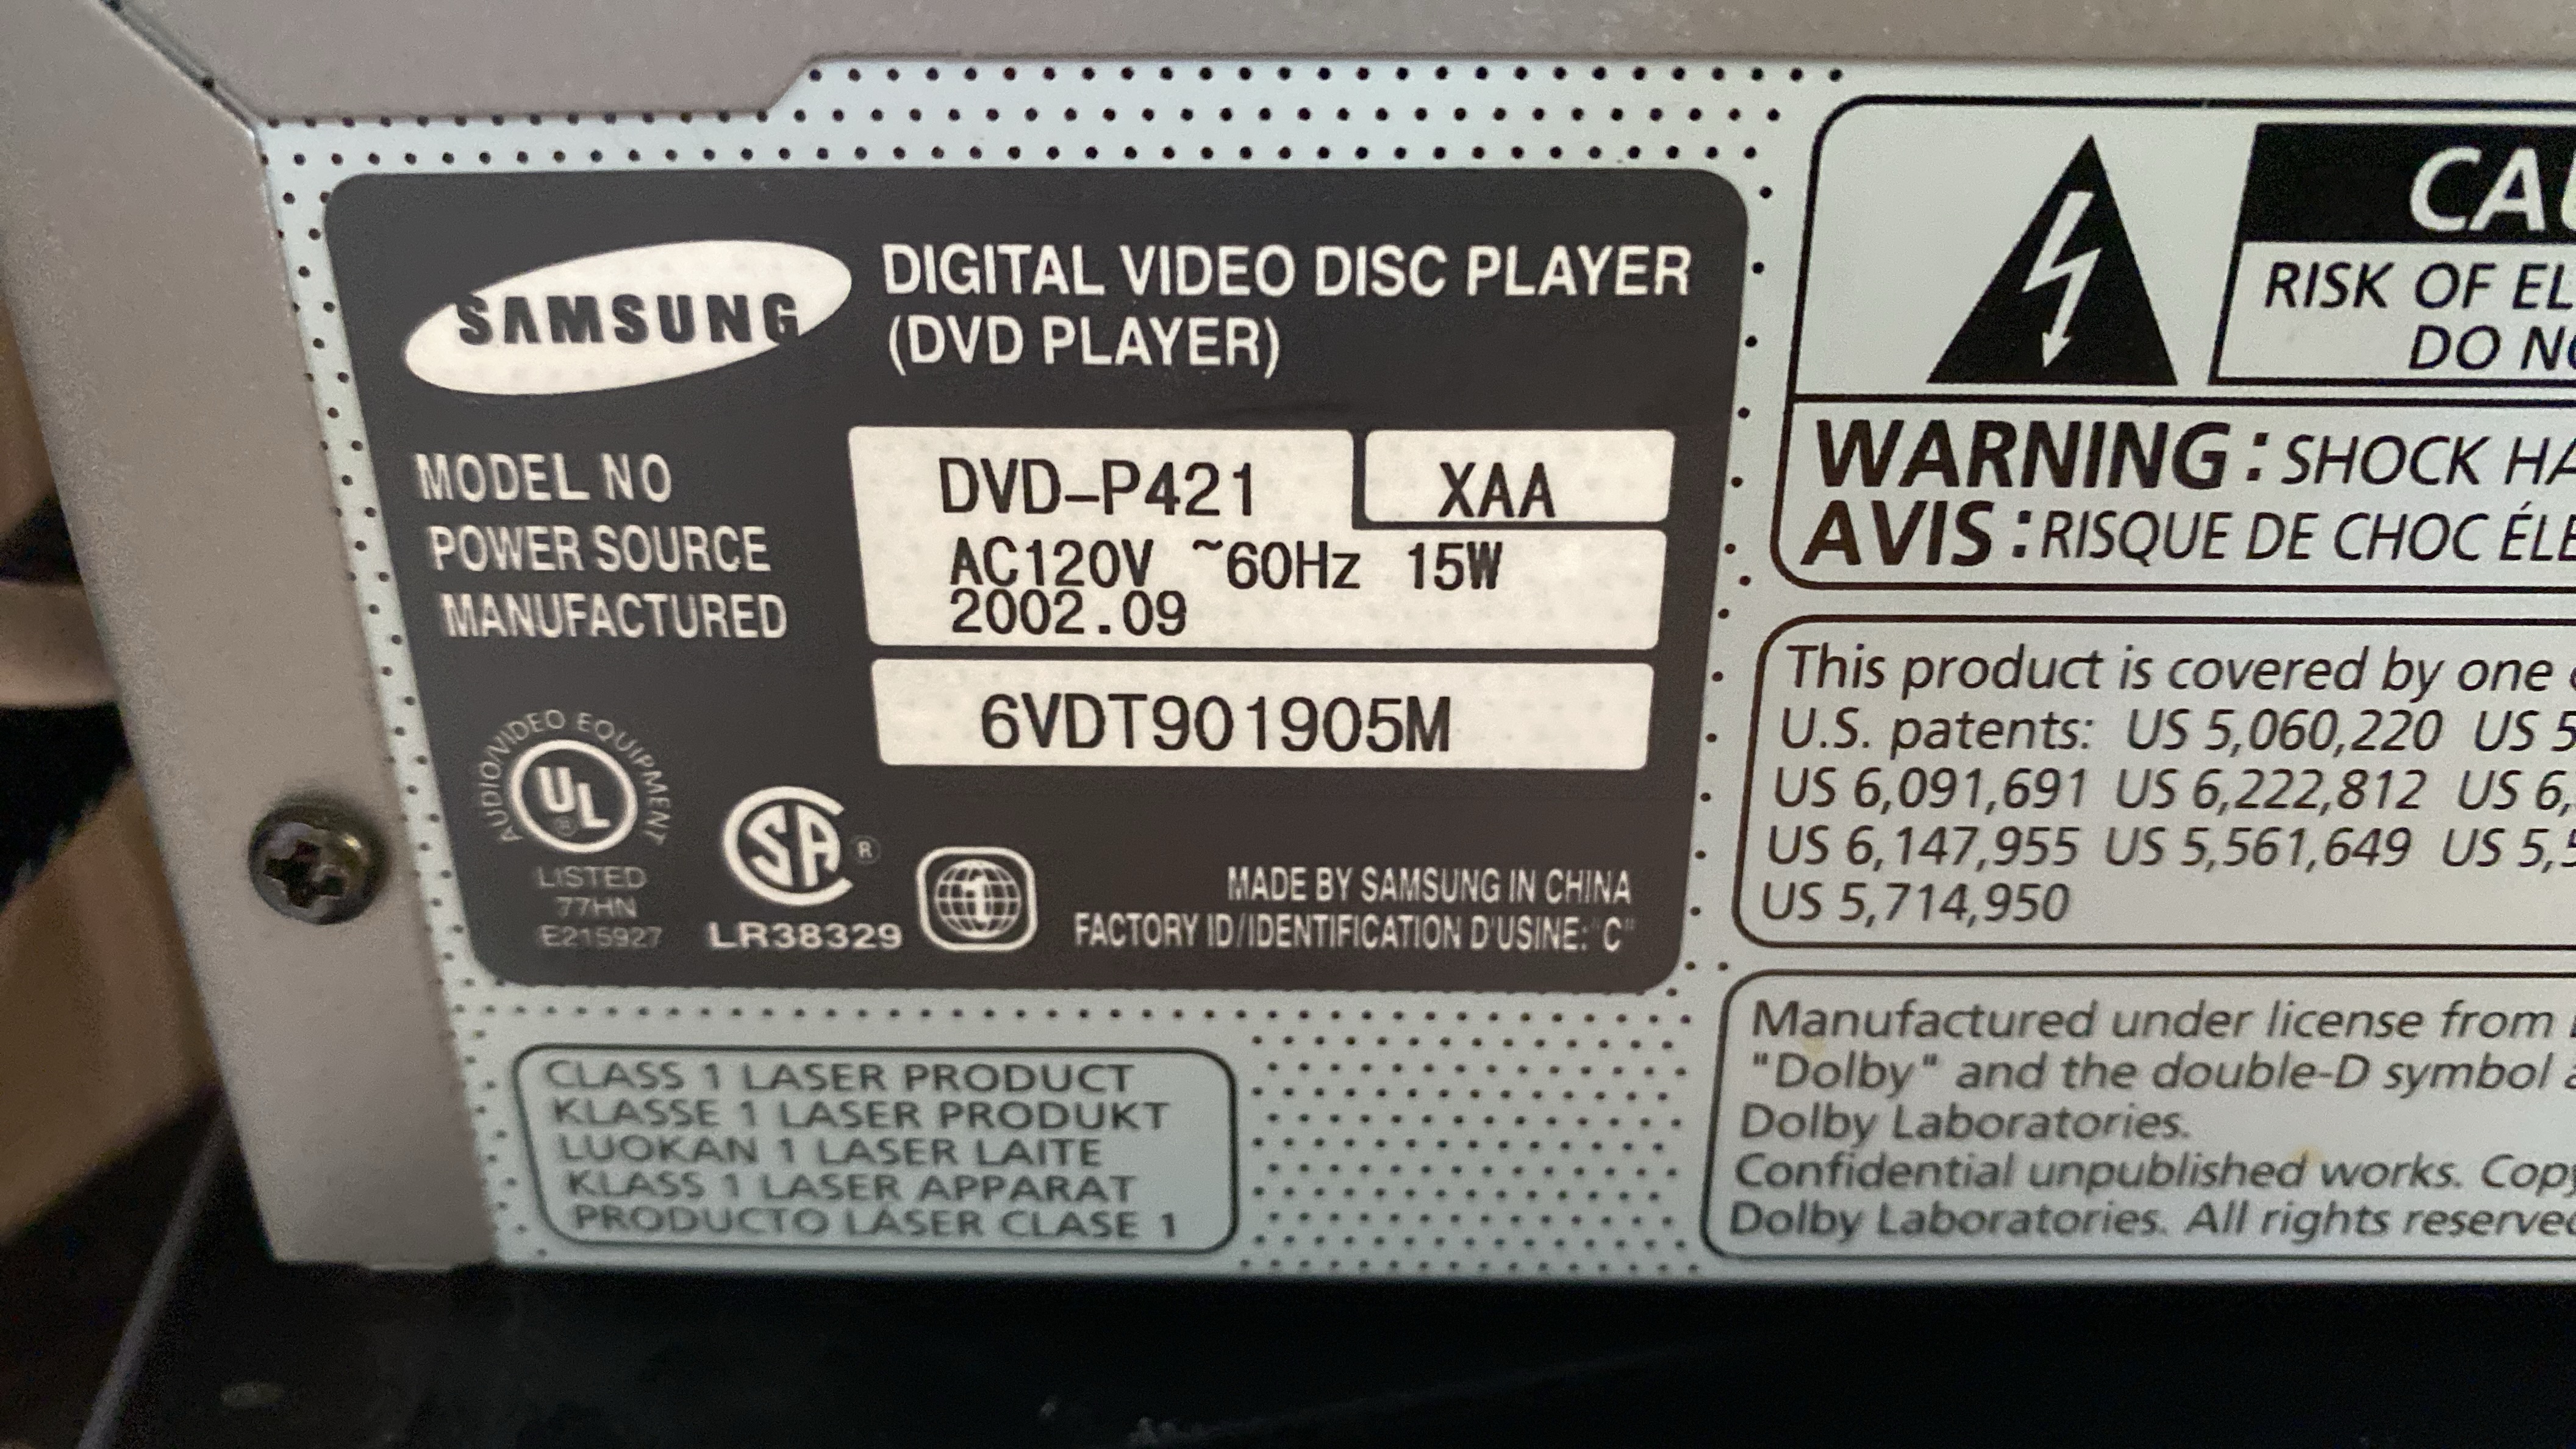 SAMSUNG
DIGITAL VIDEO DISC PLAYER
(DVD PLAYER)
MODEL NO DVD-P421 XAA
POWER SOURCE AC120V ~60Hz 15W
MANUFACTURED 2002.09
6VDT901905M
AUDIO/VIDEO EQUIPMENT
UL ®
LISTED
77HN
E215927
SA ®
LR38329
1
MADE BY SAMSUNG IN CHINA
FACTORY ID/IDENTIFICATION D'USINE: "C"
CLASS 1 LASER PRODUCT
KLASSE 1 LASER PRODUKT
LUOKAN 1 LASER LAITE
KLASS 1 LASER APPARAT
PRODUCTO LÁSER CLASE 1
CAU
RISK OF EL
DO NO
WARNING : SHOCK HA
AVIS : RISQUE DE CHOC ÉLE
This product is covered by one
U.S. patents: US 5,060,220 US 5
US 6,091,691 US 6,222,812 US 6,
US 6,147,955 US 5,561,649 US 5,5
US 5,714,950
Manufactured under license from
"Dolby" and the double-D symbol a
Dolby Laboratories.
Confidential unpublished works. Copy
Dolby Laboratories. All rights reserved